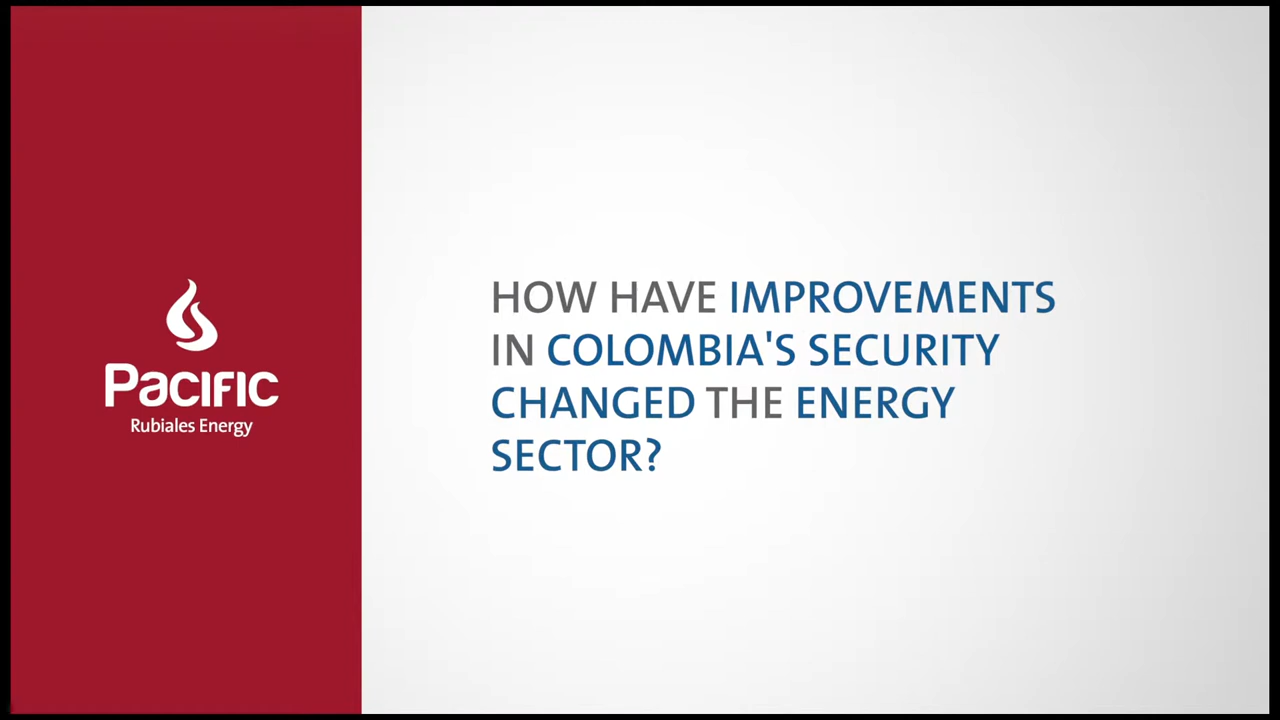 Pacific
Rubiales Energy
HOW HAVE IMPROVEMENTS
IN COLOMBIA'S SECURITY
CHANGED THE ENERGY
SECTOR?